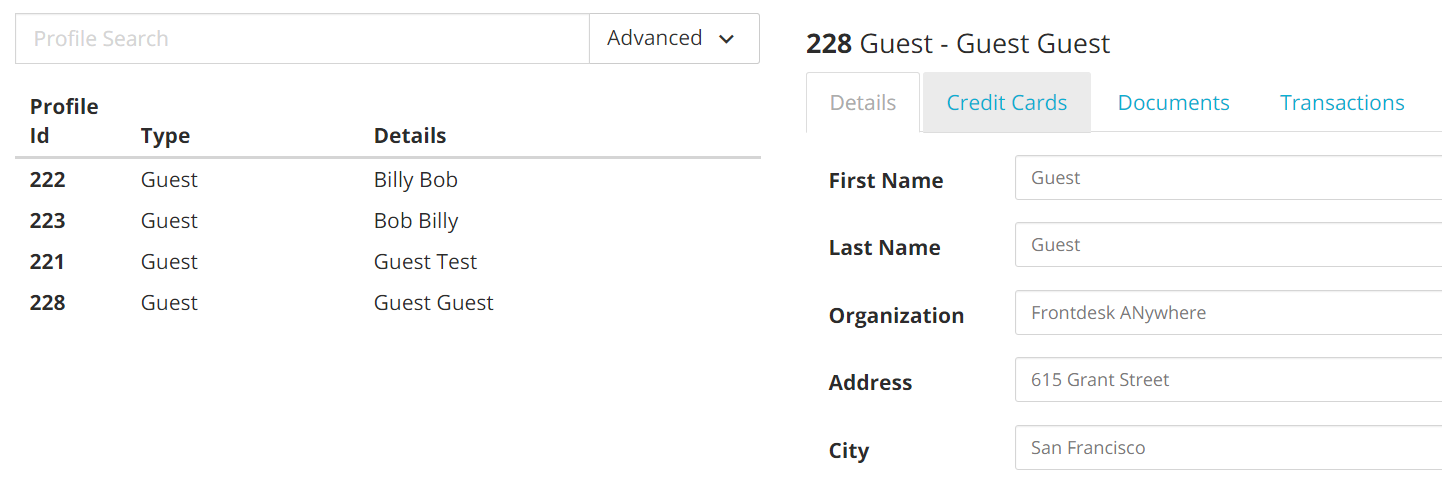 Profile Search
Advanced
Profile
Id Type Details
222 Guest Billy Bob
223 Guest Bob Billy
221 Guest Guest Test
228 Guest Guest Guest
228 Guest - Guest Guest
Details Credit Cards Documents Transactions
First Name Guest
Last Name Guest
Organization Frontdesk ANywhere
Address 615 Grant Street
City San Francisco